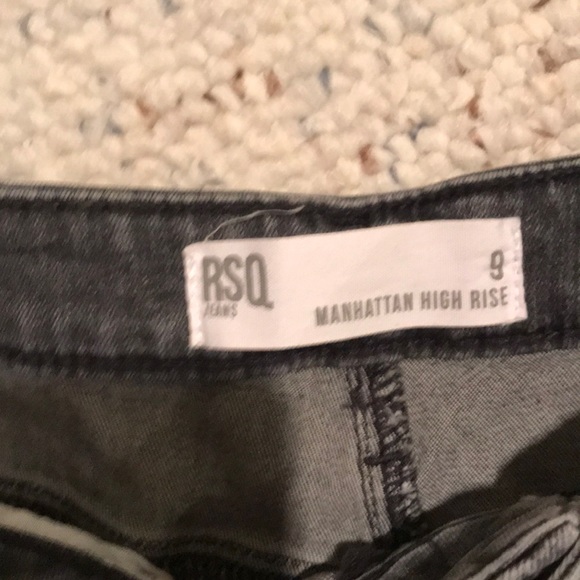 RSQ
JEANS
9
MANHATTAN HIGH RISE